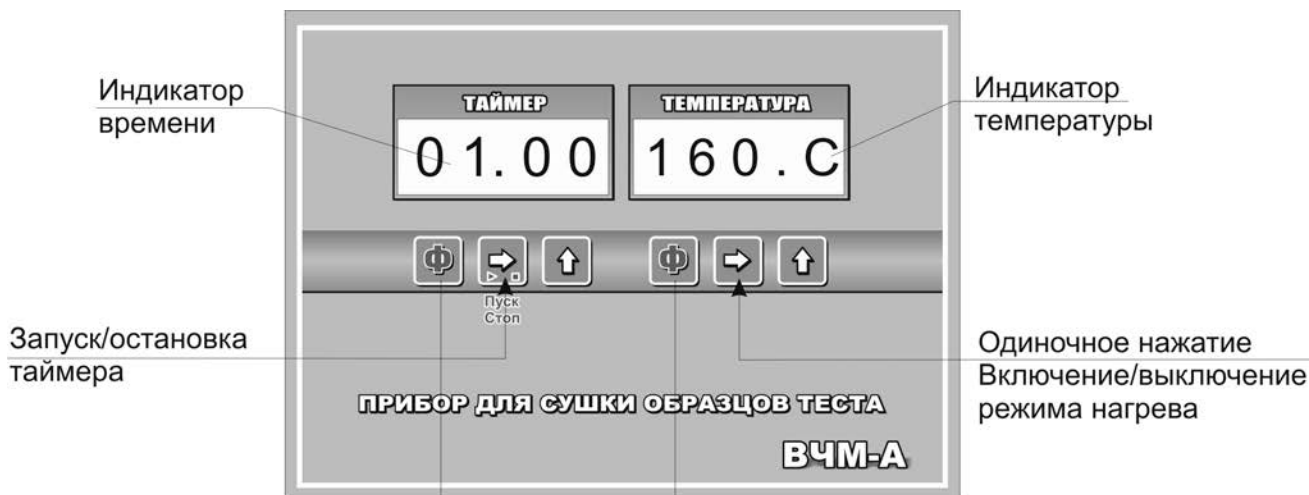 Индикатор
времени
ТАЙМЕР
01.00
ТЕМПЕРАТУРА
160.С
Индикатор
температуры
Ф
Ф
Пуск
Стоп
Запуск/остановка
таймера
Одиночное нажатие
Включение/выключение
режима нагрева
ПРИБОР ДЛЯ СУШКИ ОБРАЗЦОВ ТЕСТА
ВЧМ-А